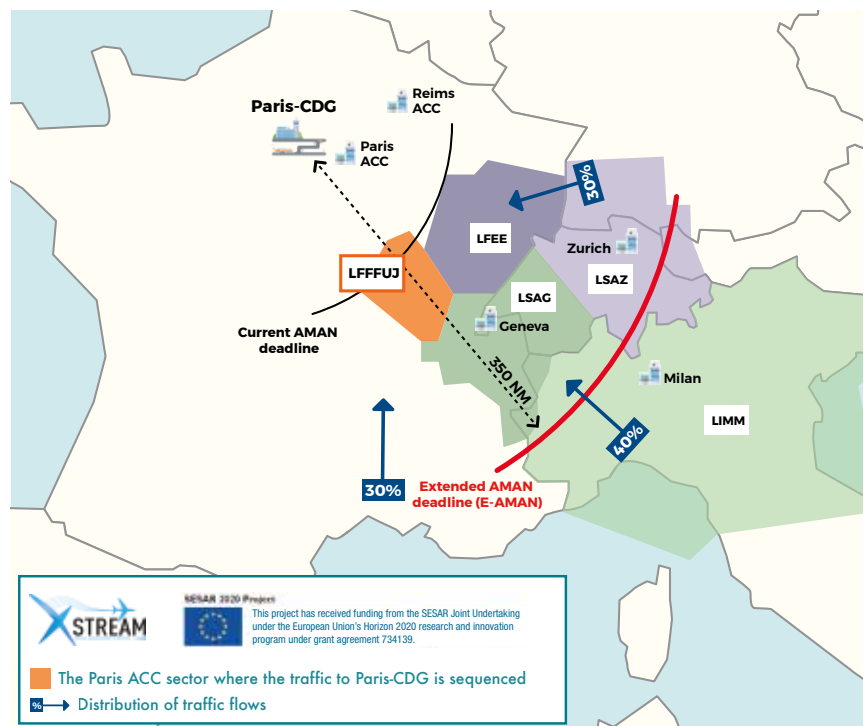 Reims
ACC
Paris-CDG
Paris
ACC
30%
LFEE
Zurich
LFFFUJ
LSAZ
LSAG
Geneva
Current AMAN
deadline
350 NM
Milan
LIMM
40%
30%
Extended AMAN
deadline (E-AMAN)
SESAR 2020 Project
XSTREAM
This project has received funding from the SESAR Joint Undertaking
under the European Union's Horizon 2020 research and innovation
program under grant agreement 734139.
The Paris ACC sector where the traffic to Paris-CDG is sequenced
% Distribution of traffic flows